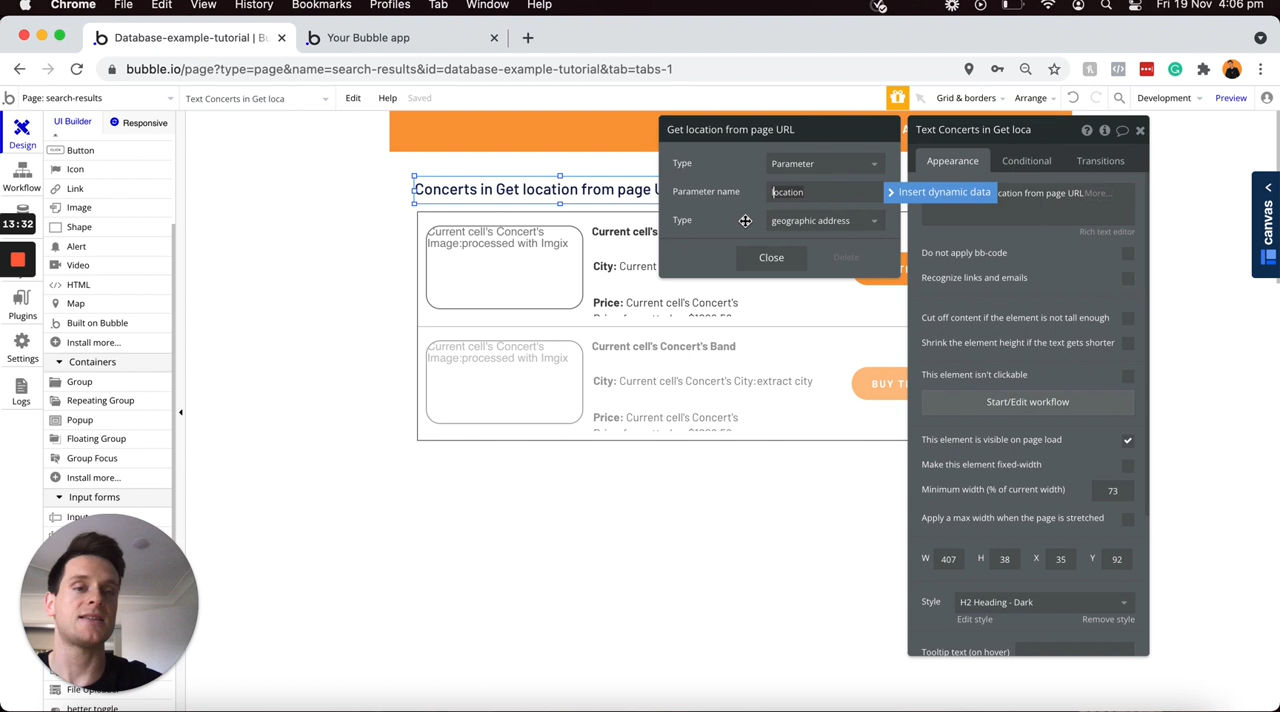 Chrome File Edit View History Bookmarks Profiles Tab Window Help Fri 19 Nov 4:06 pm
Database-example-tutorial | Bu
Your Bubble app
bubble.io/page?type=page&name=search-results&id=database-example-tutorial&tab=tabs-1
Page: search-results
Text Concerts in Get loca
Edit
Help
Saved
Grid & borders
Arrange
Development
Preview
Design
Workflow
13:32
Plugins
Settings
Logs
UI Builder
Responsive
Button
Icon
Link
Image
Shape
Alert
Video
HTML
Map
Built on Bubble
Install more...
Containers
Group
Repeating Group
Popup
Floating Group
Group Focus
Install more...
Input forms
Concerts in Get location from page U
Current cell's Concert's
Image:processed with Imgix
Current cell's
City: Current
Price: Current cell's Concert's
Current cell's Concert's
Image:processed with Imgix
Current cell's Concert's Band
City: Current cell's Concert's City:extract city
Price: Current cell's Concert's
BUY T
Get location from page URL
Type
Parameter
Parameter name
location
Type
geographic address
Close
Delete
Text Concerts in Get loca
Appearance
Conditional
Transitions
Insert dynamic data
ocation from page URL More...
Rich text editor
Do not apply bb-code
Recognize links and emails
Cut off content if the element is not tall enough
Shrink the element height if the text gets shorter
This element isn't clickable
Start/Edit workflow
This element is visible on page load
Make this element fixed-width
Minimum width (% of current width) 73
Apply a max width when the page is stretched
W 407 H 38 X 35 Y 92
Style H2 Heading - Dark
Edit style
Remove style
Tooltip text (on hover)
canvas
better toggle